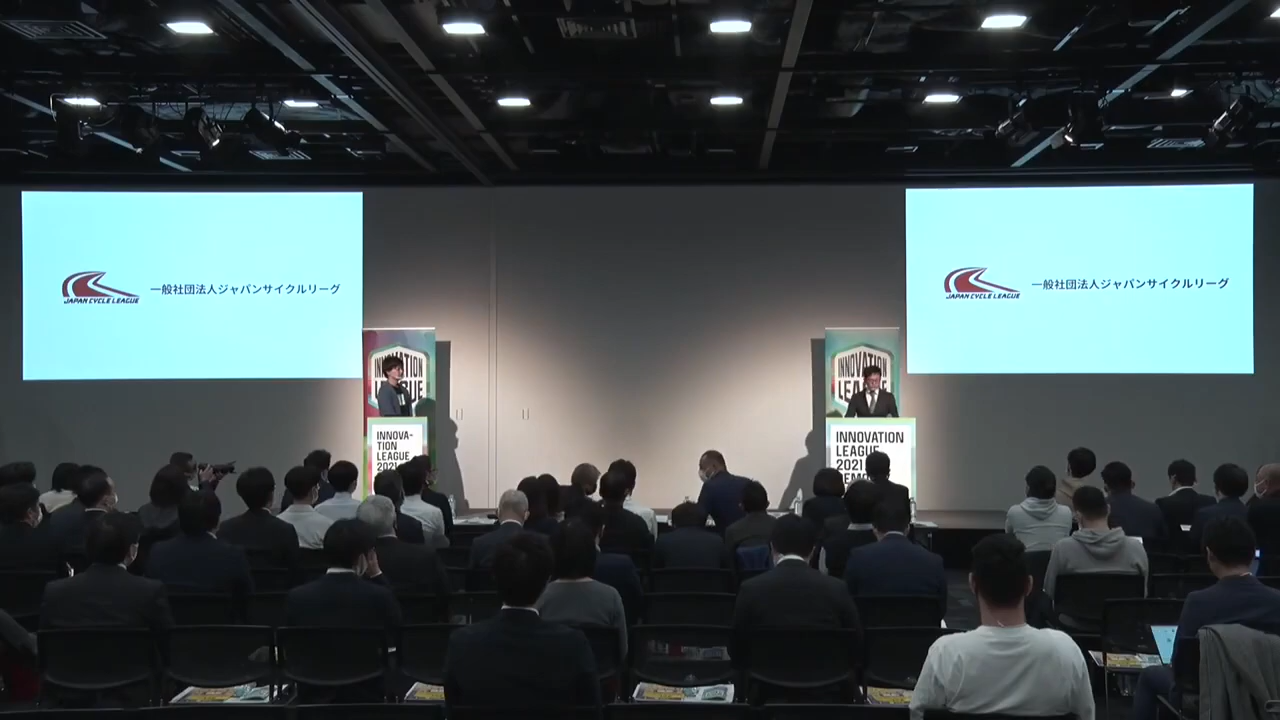 JAPAN CYCLE LEAGUE
一般社団法人ジャパンサイクルリーグ
JAPAN CYCLE LEAGUE
一般社団法人ジャパンサイクルリーグ
INNOVATION
LEAGUE
INNOVATION
LEAGUE
INNOVA-
TION
LEAGUE
2021
INNOVATION
LEAGUE
2021